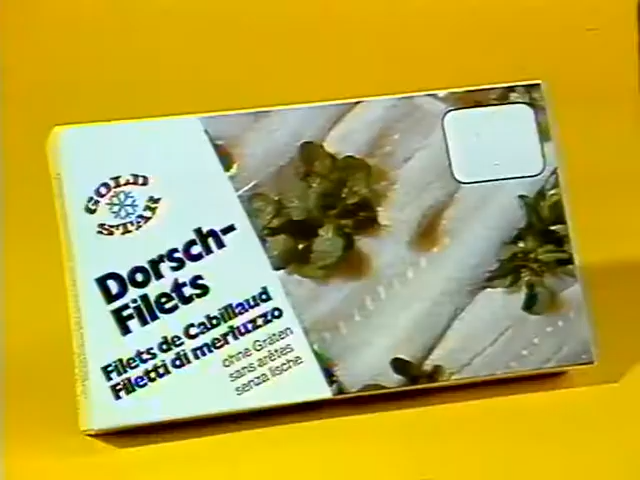 GOLD
STAR
Dorsch-
Filets
Filets de Cabillaud
Filetti di merluzzo
ohne Gräten
sans arêtes
senza lische